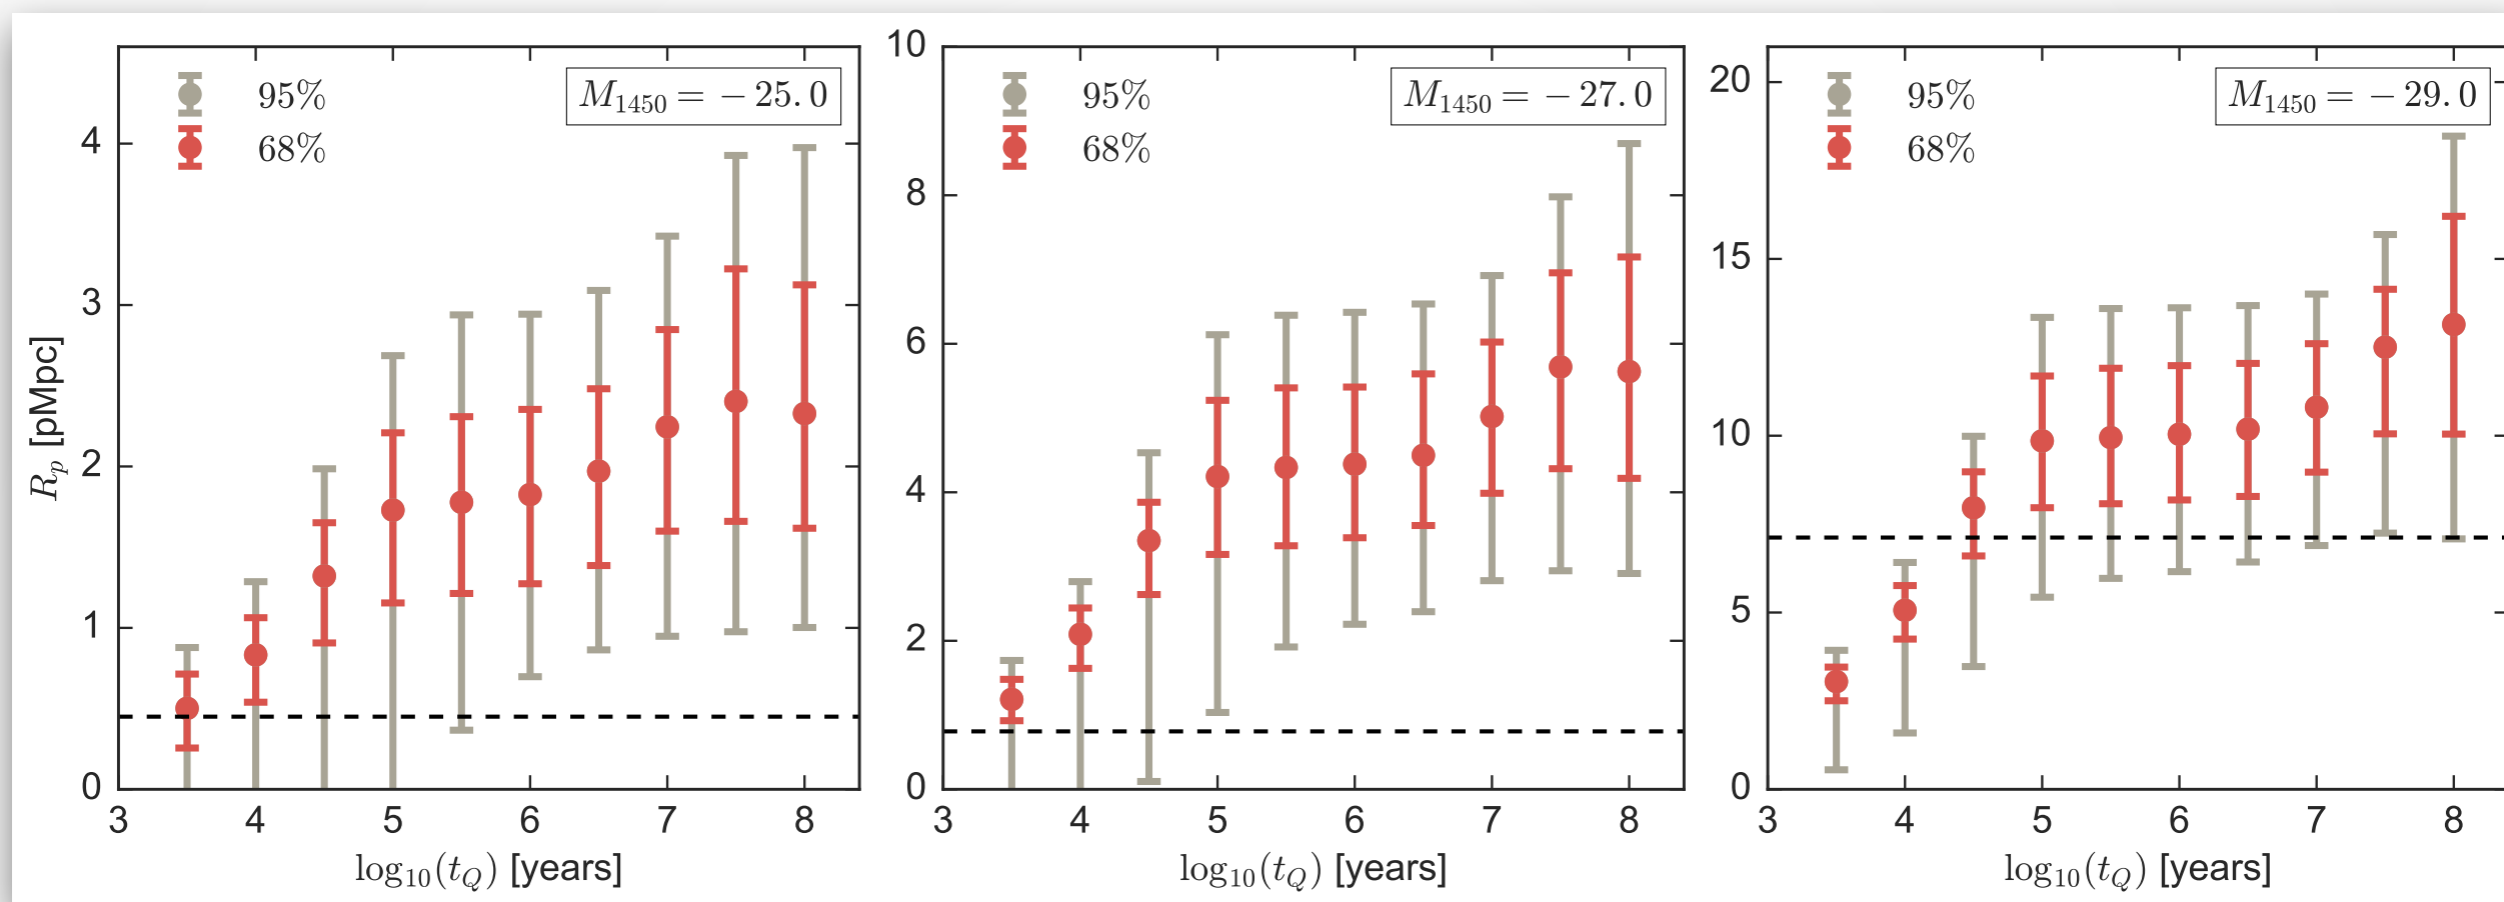 95%
68%
M1450 = −25.0
4
3
2
1
0
Rp [pMpc]
3 4 5 6 7 8
log10(tQ) [years]
95%
68%
M1450 = −27.0
10
8
6
4
2
0
3 4 5 6 7 8
log10(tQ) [years]
95%
68%
M1450 = −29.0
20
15
10
5
0
3 4 5 6 7 8
log10(tQ) [years]